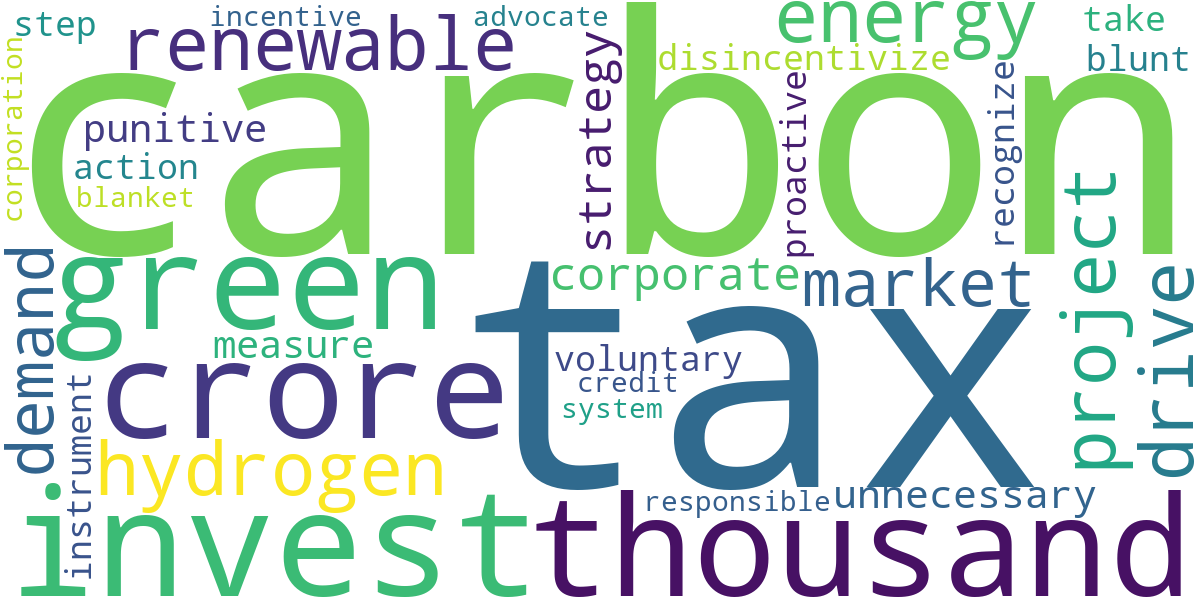 step
incentive
advocate
energy
take
renewable
disincentivize
blunt
corporation
carbon
strategy
proactive
recognize
punitive
action
blanket
project
demand
green
tax
corporate
market
drive
measure
crore
voluntary
credit
system
instrument
hydrogen
invest
responsible
unnecessary
thousand